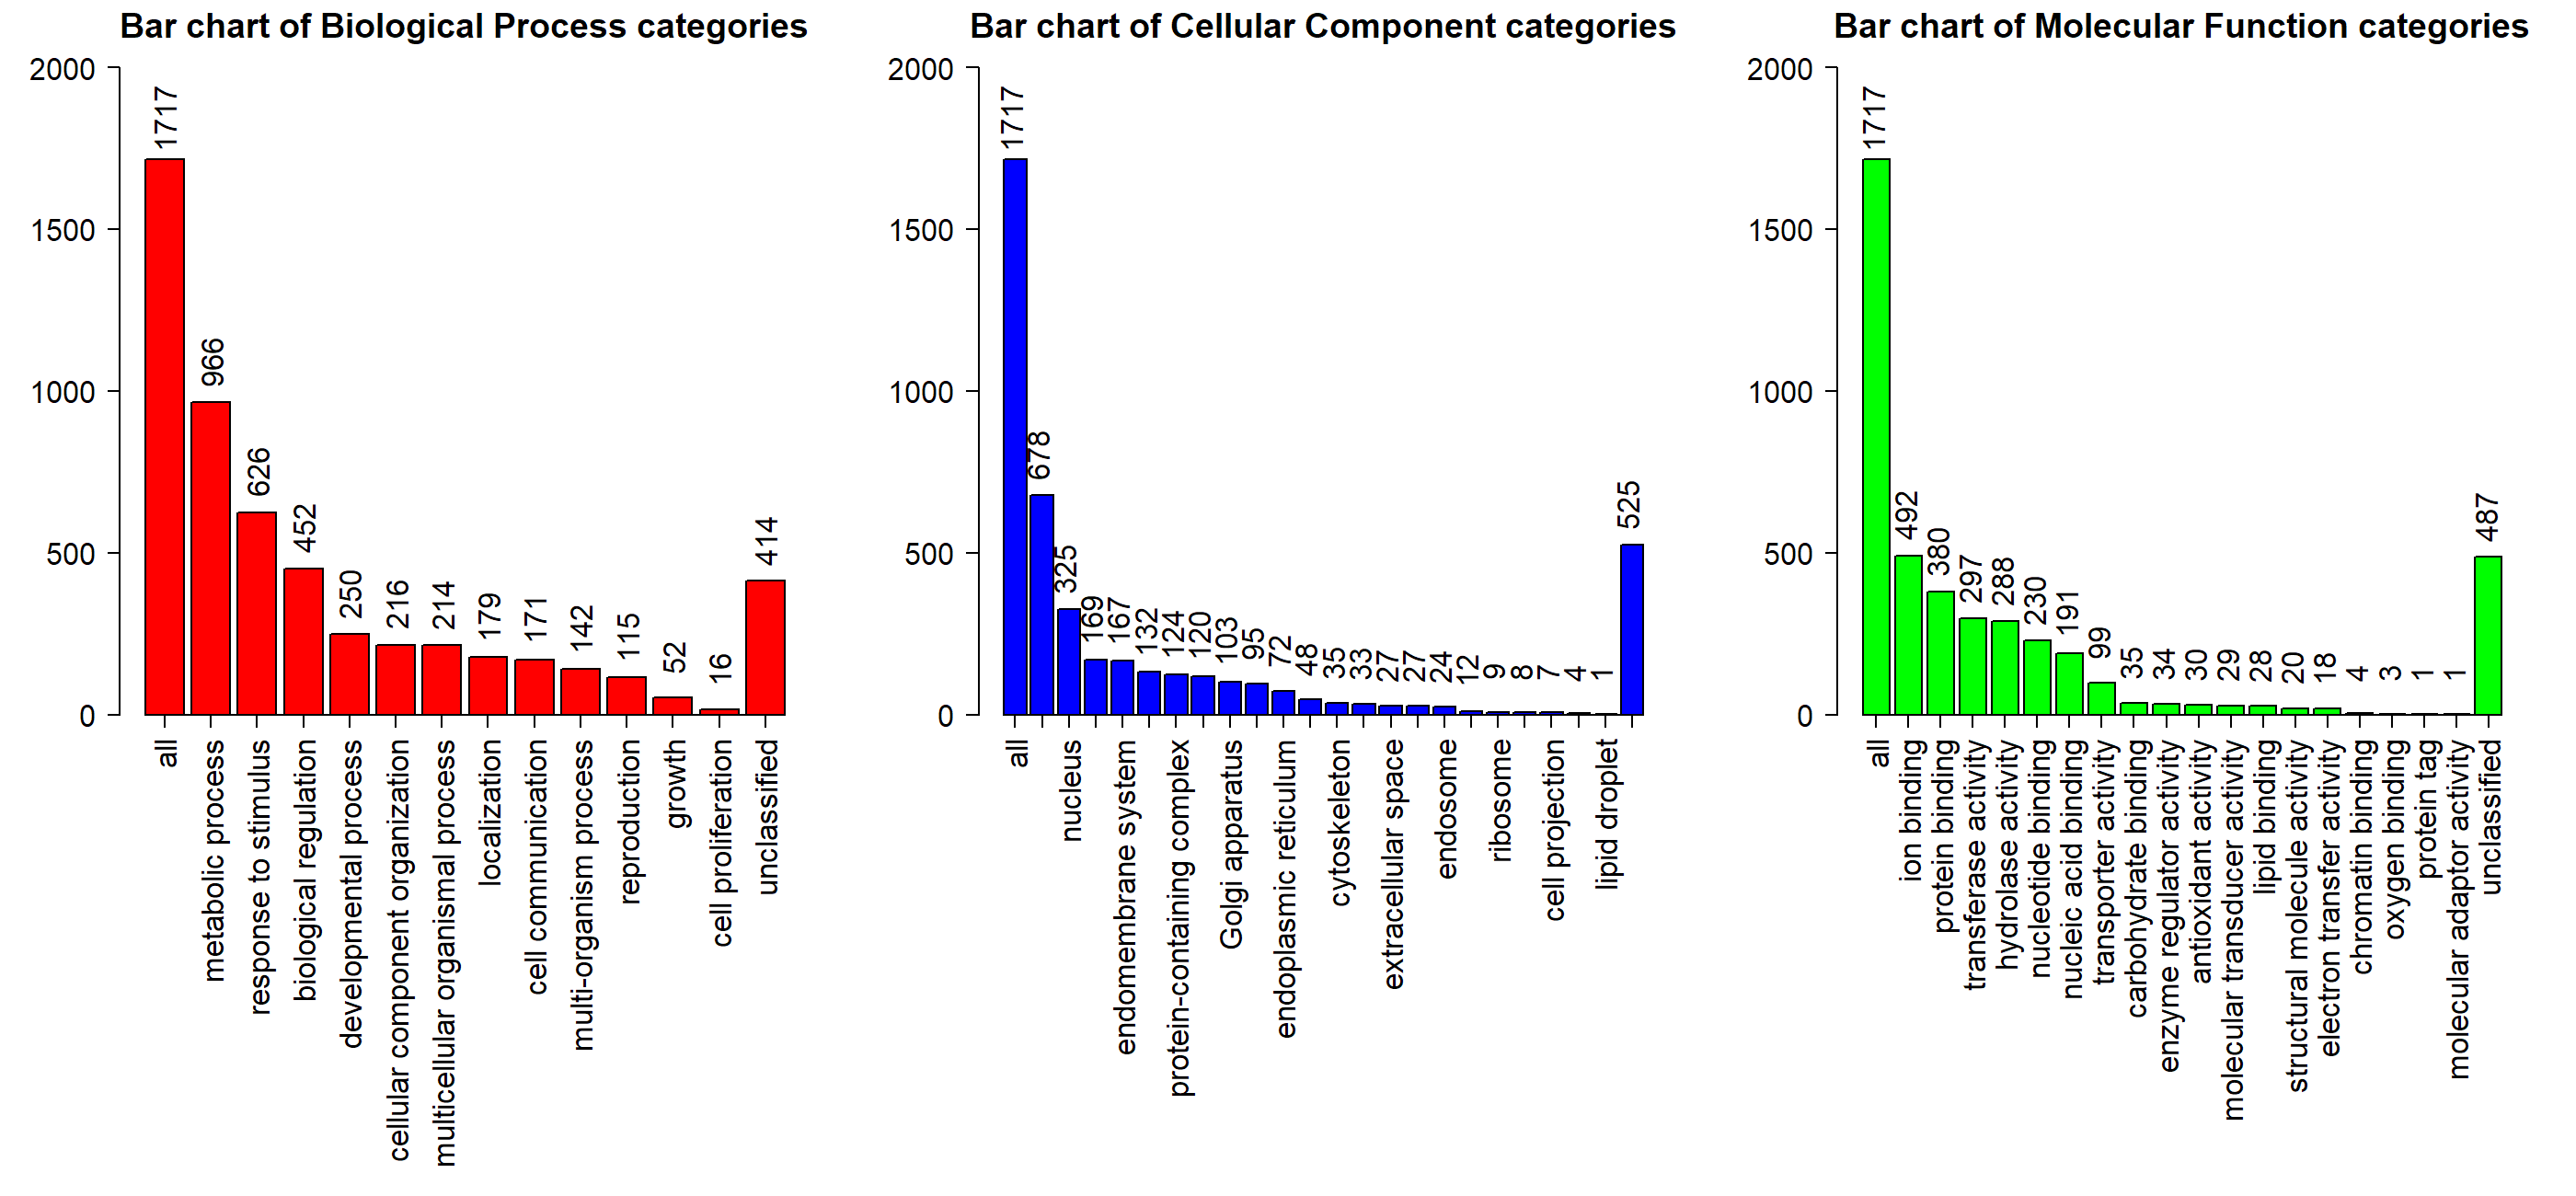 Bar chart of Biological Process categories
2000
1500
1000
500
0
1717
966
626
452
250
216
214
179
171
142
115
52
16
414
all
metabolic process
response to stimulus
biological regulation
developmental process
cellular component organization
multicellular organismal process
localization
cell communication
multi-organism process
reproduction
growth
cell proliferation
unclassified
Bar chart of Cellular Component categories
2000
1500
1000
500
0
1717
678
325
169
167
132
124
120
103
95
72
48
35
33
27
27
24
12
9
8
7
4
1
525
all
nucleus
endomembrane system
protein-containing complex
Golgi apparatus
endoplasmic reticulum
cytoskeleton
extracellular space
endosome
ribosome
cell projection
lipid droplet
Bar chart of Molecular Function categories
2000
1500
1000
500
0
1717
492
380
297
288
230
191
99
35
34
30
29
28
20
18
4
3
1
1
487
all
ion binding
protein binding
transferase activity
hydrolase activity
nucleotide binding
nucleic acid binding
transporter activity
carbohydrate binding
enzyme regulator activity
antioxidant activity
molecular transducer activity
lipid binding
structural molecule activity
electron transfer activity
chromatin binding
oxygen binding
protein tag
molecular adaptor activity
unclassified